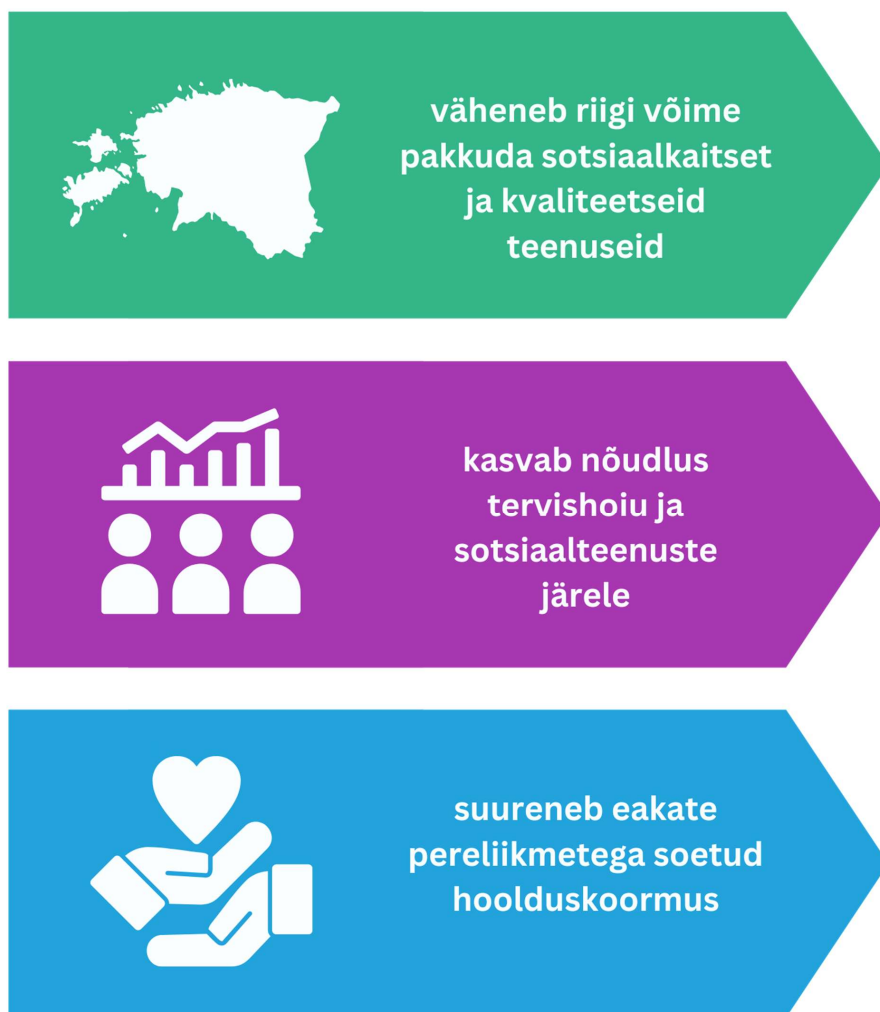 väheneb riigi võime
pakkuda sotsiaalkaitset
ja kvaliteetseid
teenuseid
kasvab nõudlus
tervishoiu ja
sotsiaalteenuste
järele
suureneb eakate
pereliikmetega soetud
hoolduskoormus